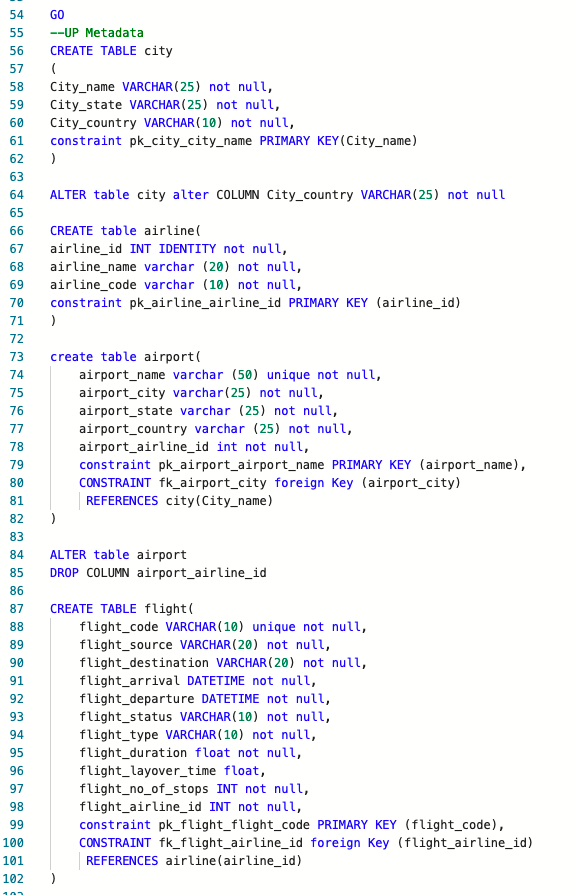 54 GO
55 --UP Metadata
56 CREATE TABLE city
57 (
58 City_name VARCHAR(25) not null,
59 City_state VARCHAR(25) not null,
60 City_country VARCHAR(10) not null,
61 constraint pk_city_city_name PRIMARY KEY(City_name)
62 )
63
64 ALTER table city alter COLUMN City_country VARCHAR(25) not null
65
66 CREATE table airline(
67 airline_id INT IDENTITY not null,
68 airline_name varchar (20) not null,
69 airline_code varchar (10) not null,
70 constraint pk_airline_airline_id PRIMARY KEY (airline_id)
71 )
72
73 create table airport(
74 airport_name varchar (50) unique not null,
75 airport_city varchar(25) not null,
76 airport_state varchar (25) not null,
77 airport_country varchar (25) not null,
78 airport_airline_id int not null,
79 constraint pk_airport_airport_name PRIMARY KEY (airport_name),
80 CONSTRAINT fk_airport_city foreign Key (airport_city)
81 REFERENCES city(City_name)
82 )
83
84 ALTER table airport
85 DROP COLUMN airport_airline_id
86
87 CREATE TABLE flight(
88 flight_code VARCHAR(10) unique not null,
89 flight_source VARCHAR(20) not null,
90 flight_destination VARCHAR(20) not null,
91 flight_arrival DATETIME not null,
92 flight_departure DATETIME not null,
93 flight_status VARCHAR(10) not null,
94 flight_type VARCHAR(10) not null,
95 flight_duration float not null,
96 flight_layover_time float,
97 flight_no_of_stops INT not null,
98 flight_airline_id INT not null,
99 constraint pk_flight_flight_code PRIMARY KEY (flight_code),
100 CONSTRAINT fk_flight_airline_id foreign Key (flight_airline_id)
101 REFERENCES airline(airline_id)
102 )